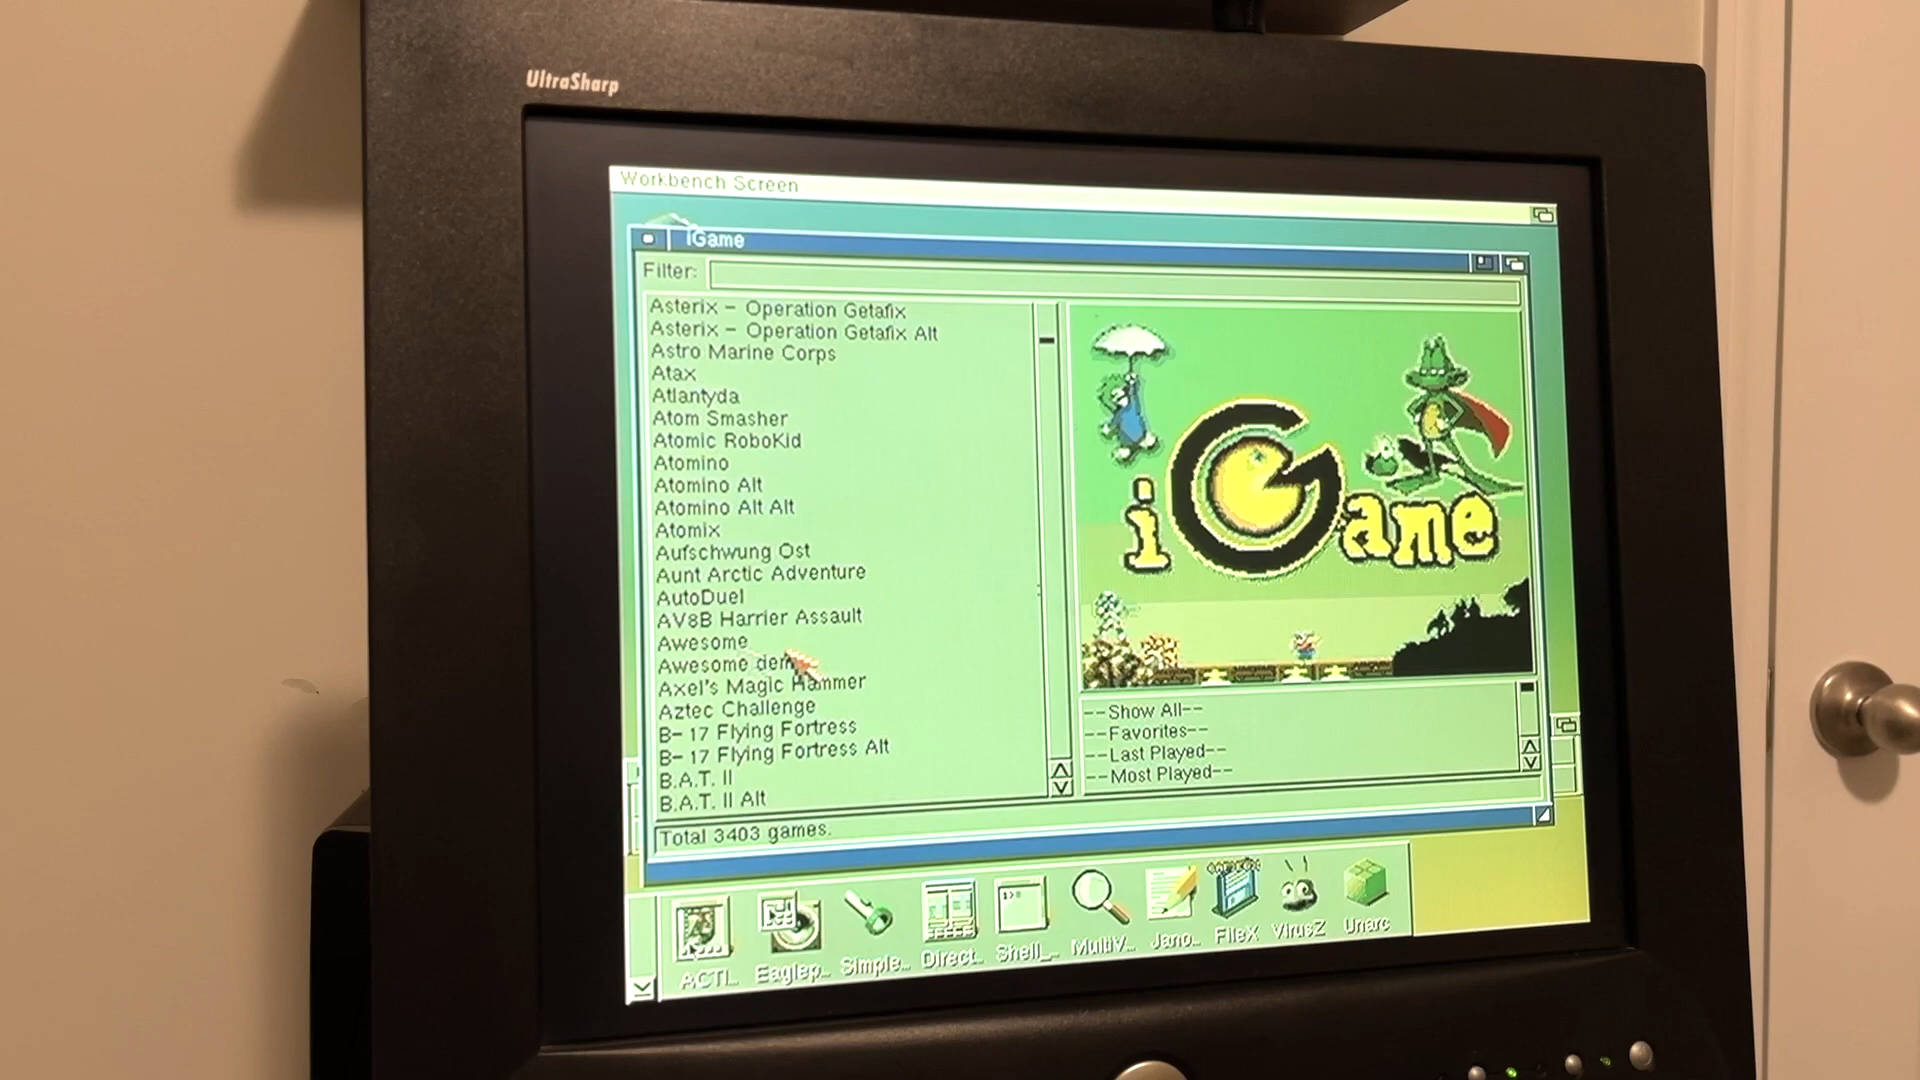 UltraSharp
Workbench Screen
iGame
Filter:
Asterix - Operation Getafix
Asterix - Operation Getafix Alt
Astro Marine Corps
Atax
Atlantyda
Atom Smasher
Atomic RoboKid
Atomino
Atomino Alt
Atomino Alt Alt
Atomix
Aufschwung Ost
Aunt Arctic Adventure
AutoDuel
AV8B Harrier Assault
Awesome
Awesome dem
Axel's Magic Hammer
Aztec Challenge
B- 17 Flying Fortress
B- 17 Flying Fortress Alt
B.A.T. II
B.A.T. II Alt
Total 3403 games.
iGame
--Show All--
--Favorites--
--Last Played--
--Most Played--
ACTI... Eaglep... Simple... Direct... Shell_... MultiV... Jano... FileX VirusZ Unarc